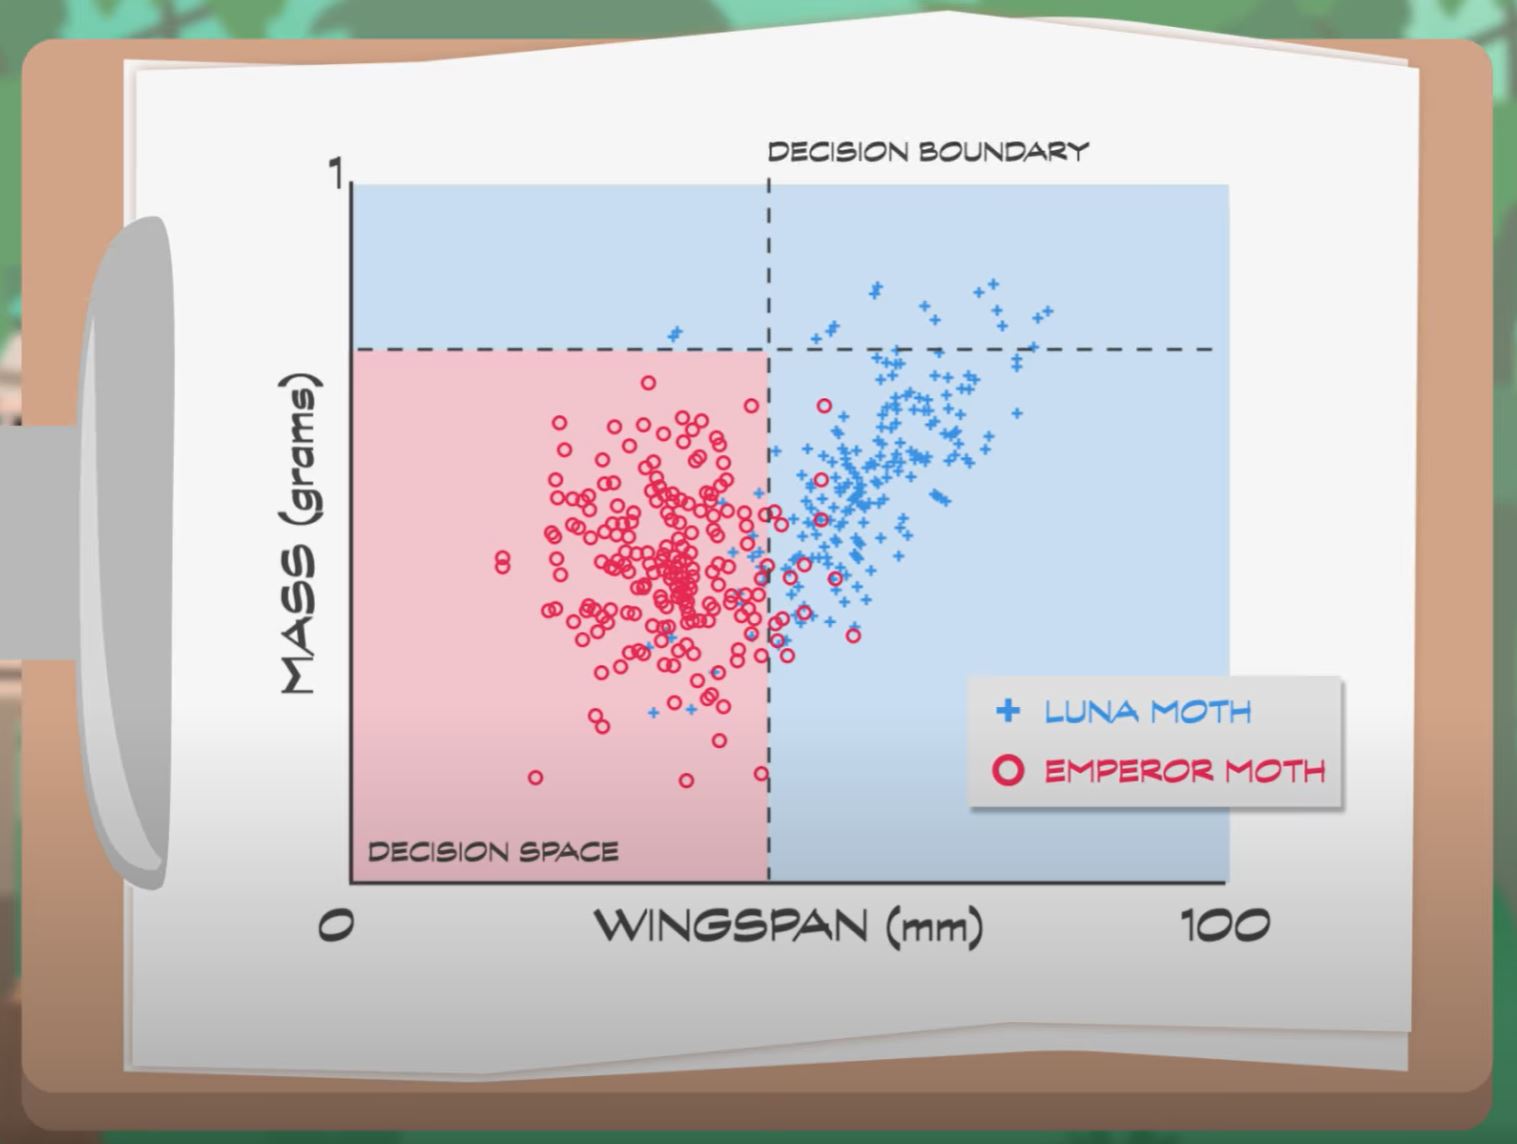 DECISION BOUNDARY
1
MASS (grams)
LUNA MOTH
EMPEROR MOTH
DECISION SPACE
0
WINGSPAN (mm)
100